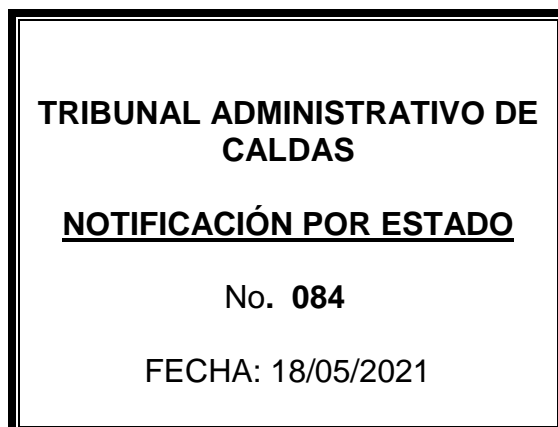 TRIBUNAL ADMINISTRATIVO DE
CALDAS
NOTIFICACIÓN POR ESTADO
No. 084
FECHA: 18/05/2021